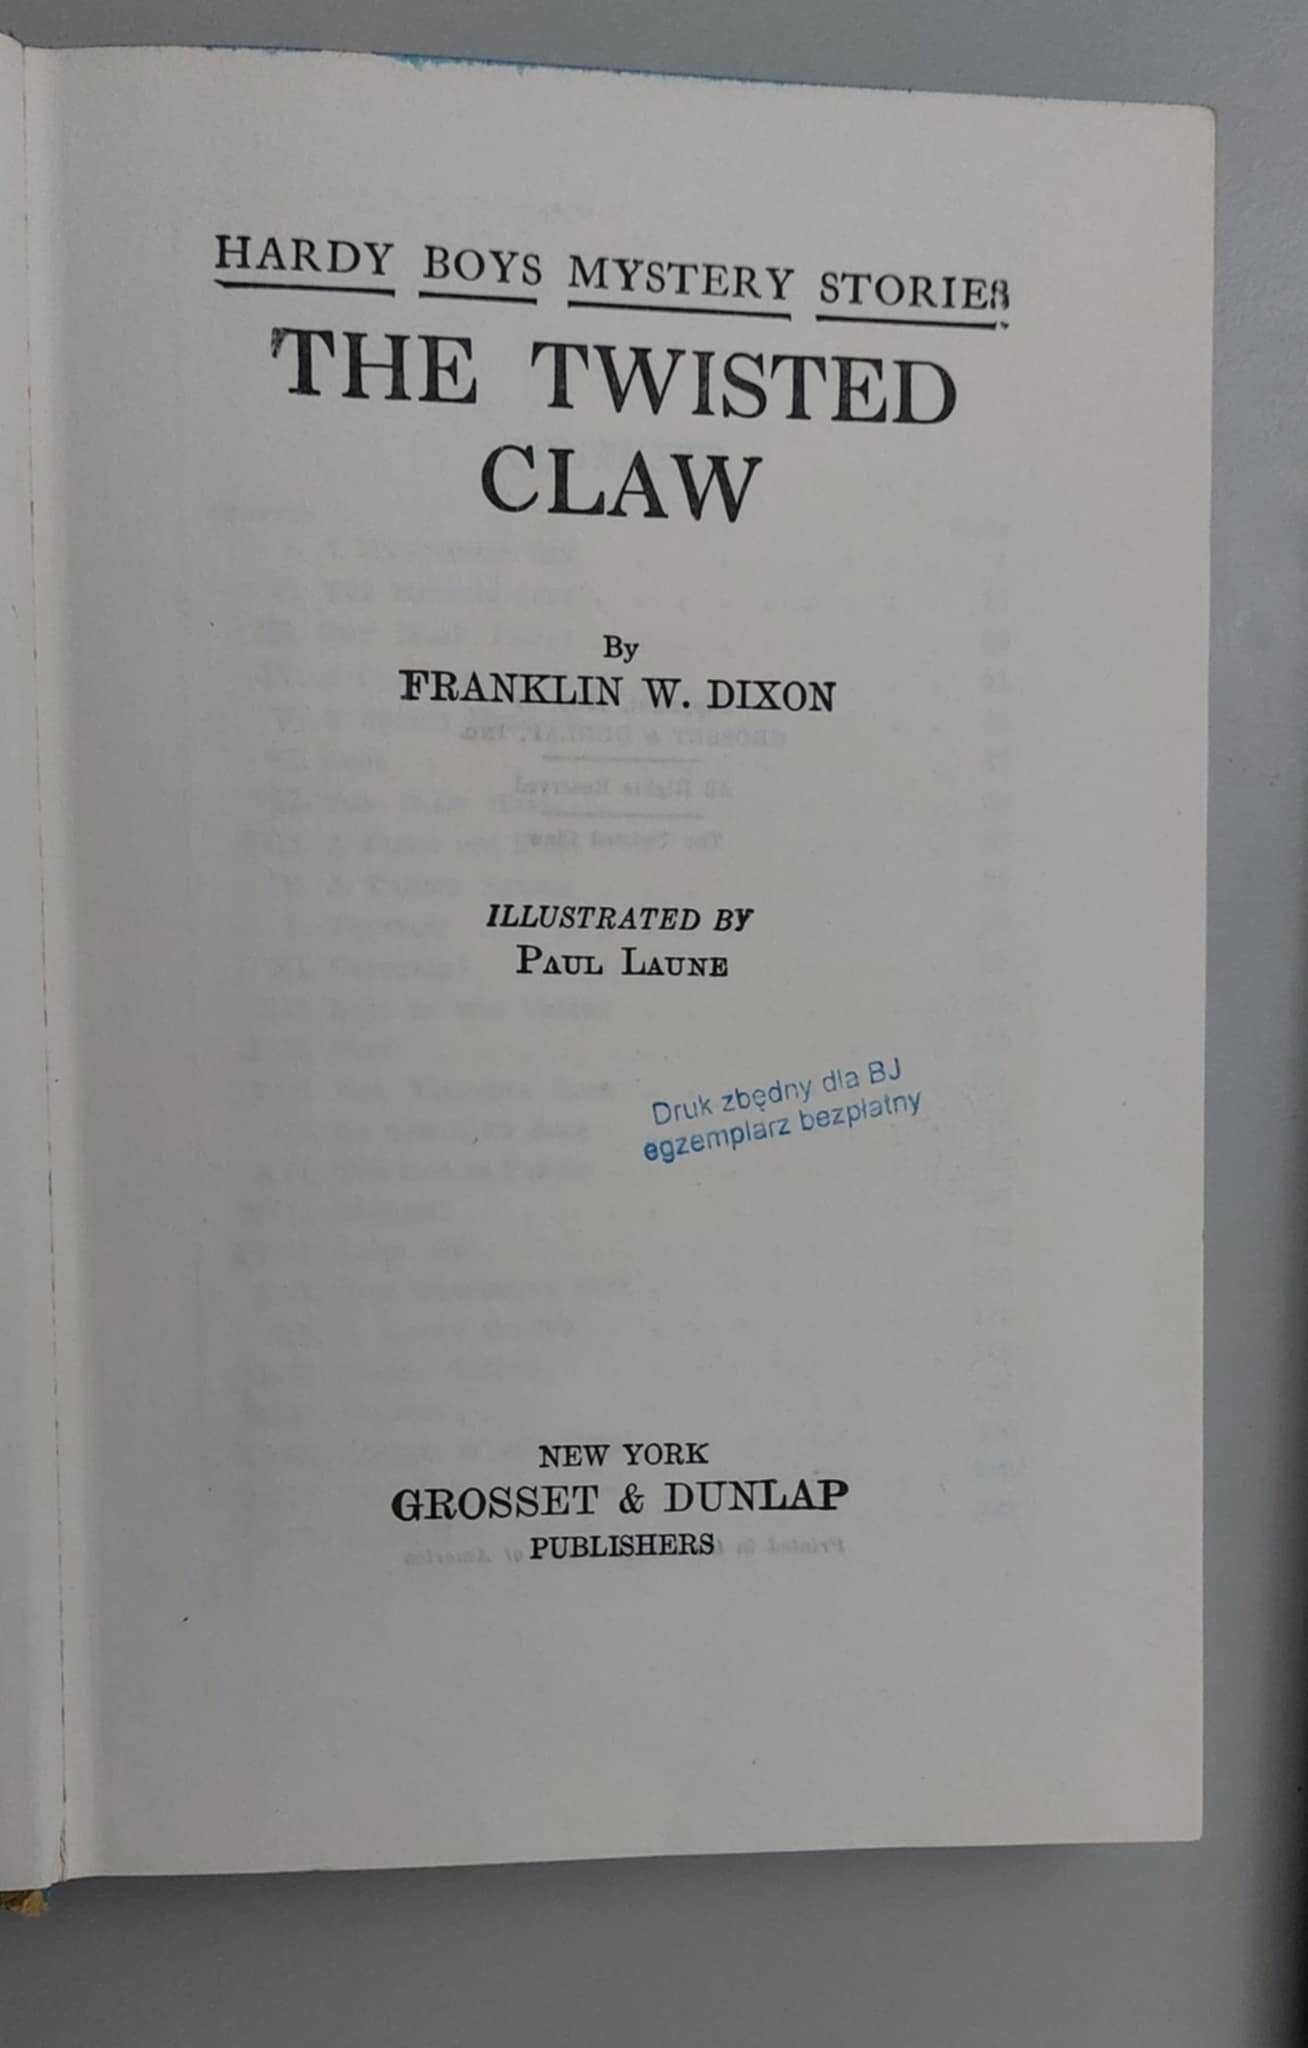 HARDY BOYS MYSTERY STORIES
THE TWISTED
CLAW
By
FRANKLIN W. DIXON
ILLUSTRATED BY
PAUL LAUNE
Druk zbędny dla BJ
egzemplarz bezpłatny
NEW YORK
GROSSET & DUNLAP
PUBLISHERS